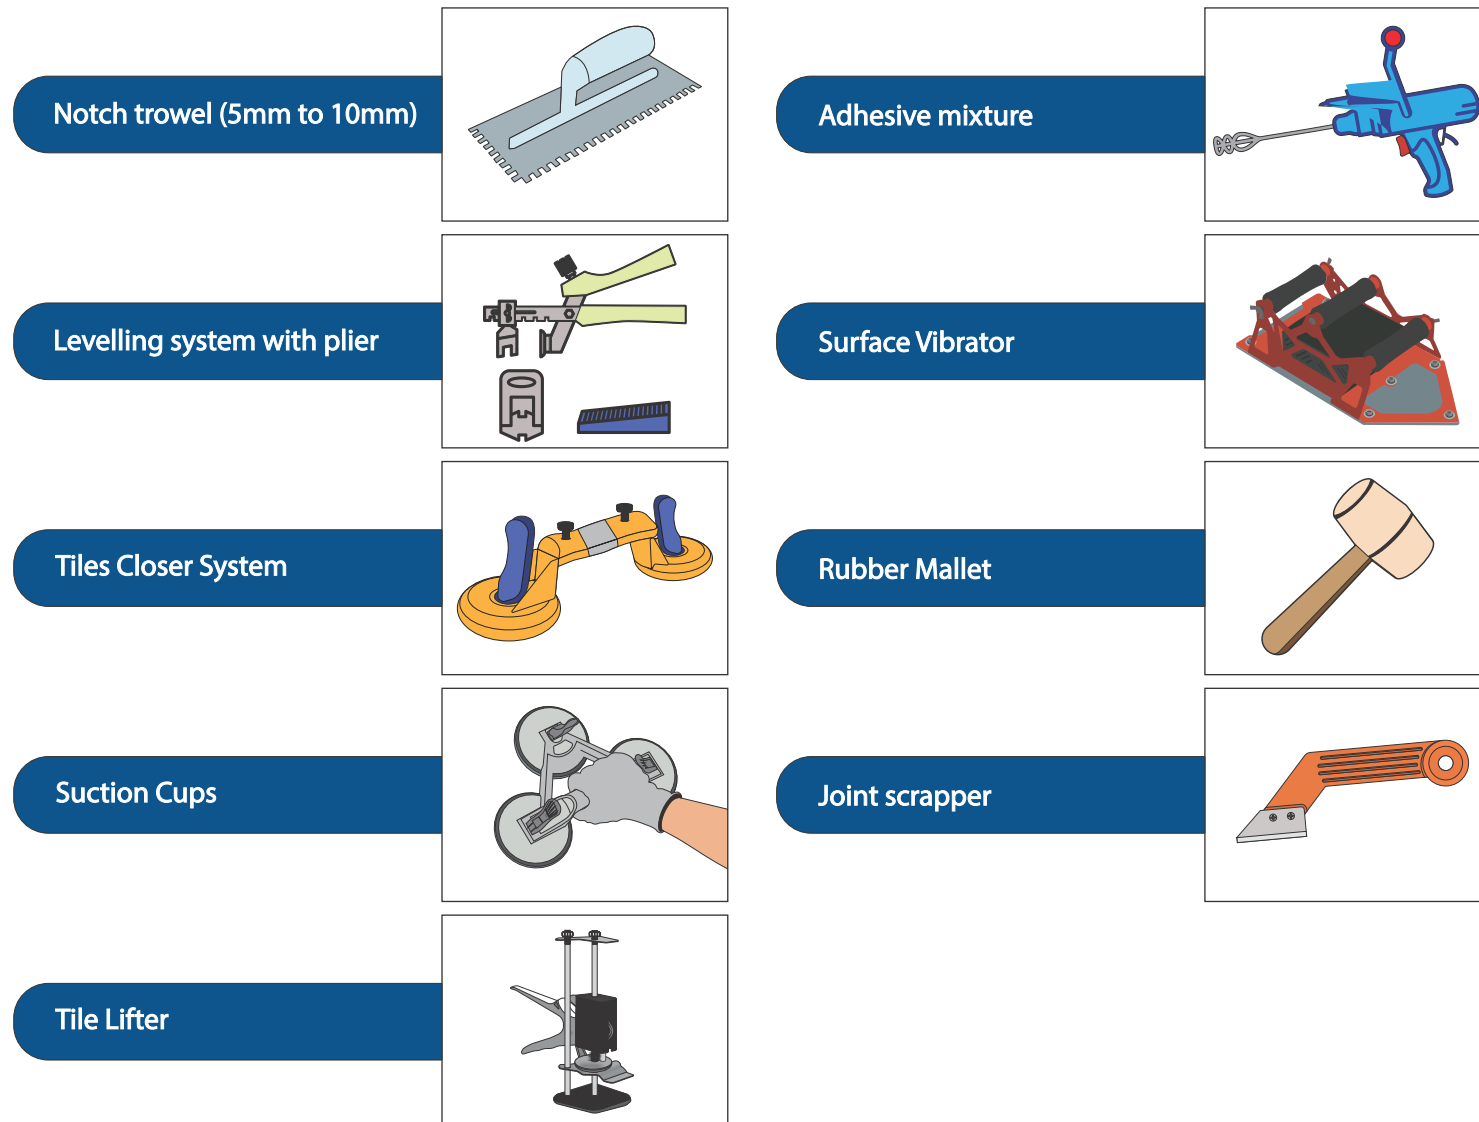 Notch trowel (5mm to 10mm)
Adhesive mixture
Levelling system with plier
Surface Vibrator
Tiles Closer System
Rubber Mallet
Suction Cups
Joint scrapper
Tile Lifter